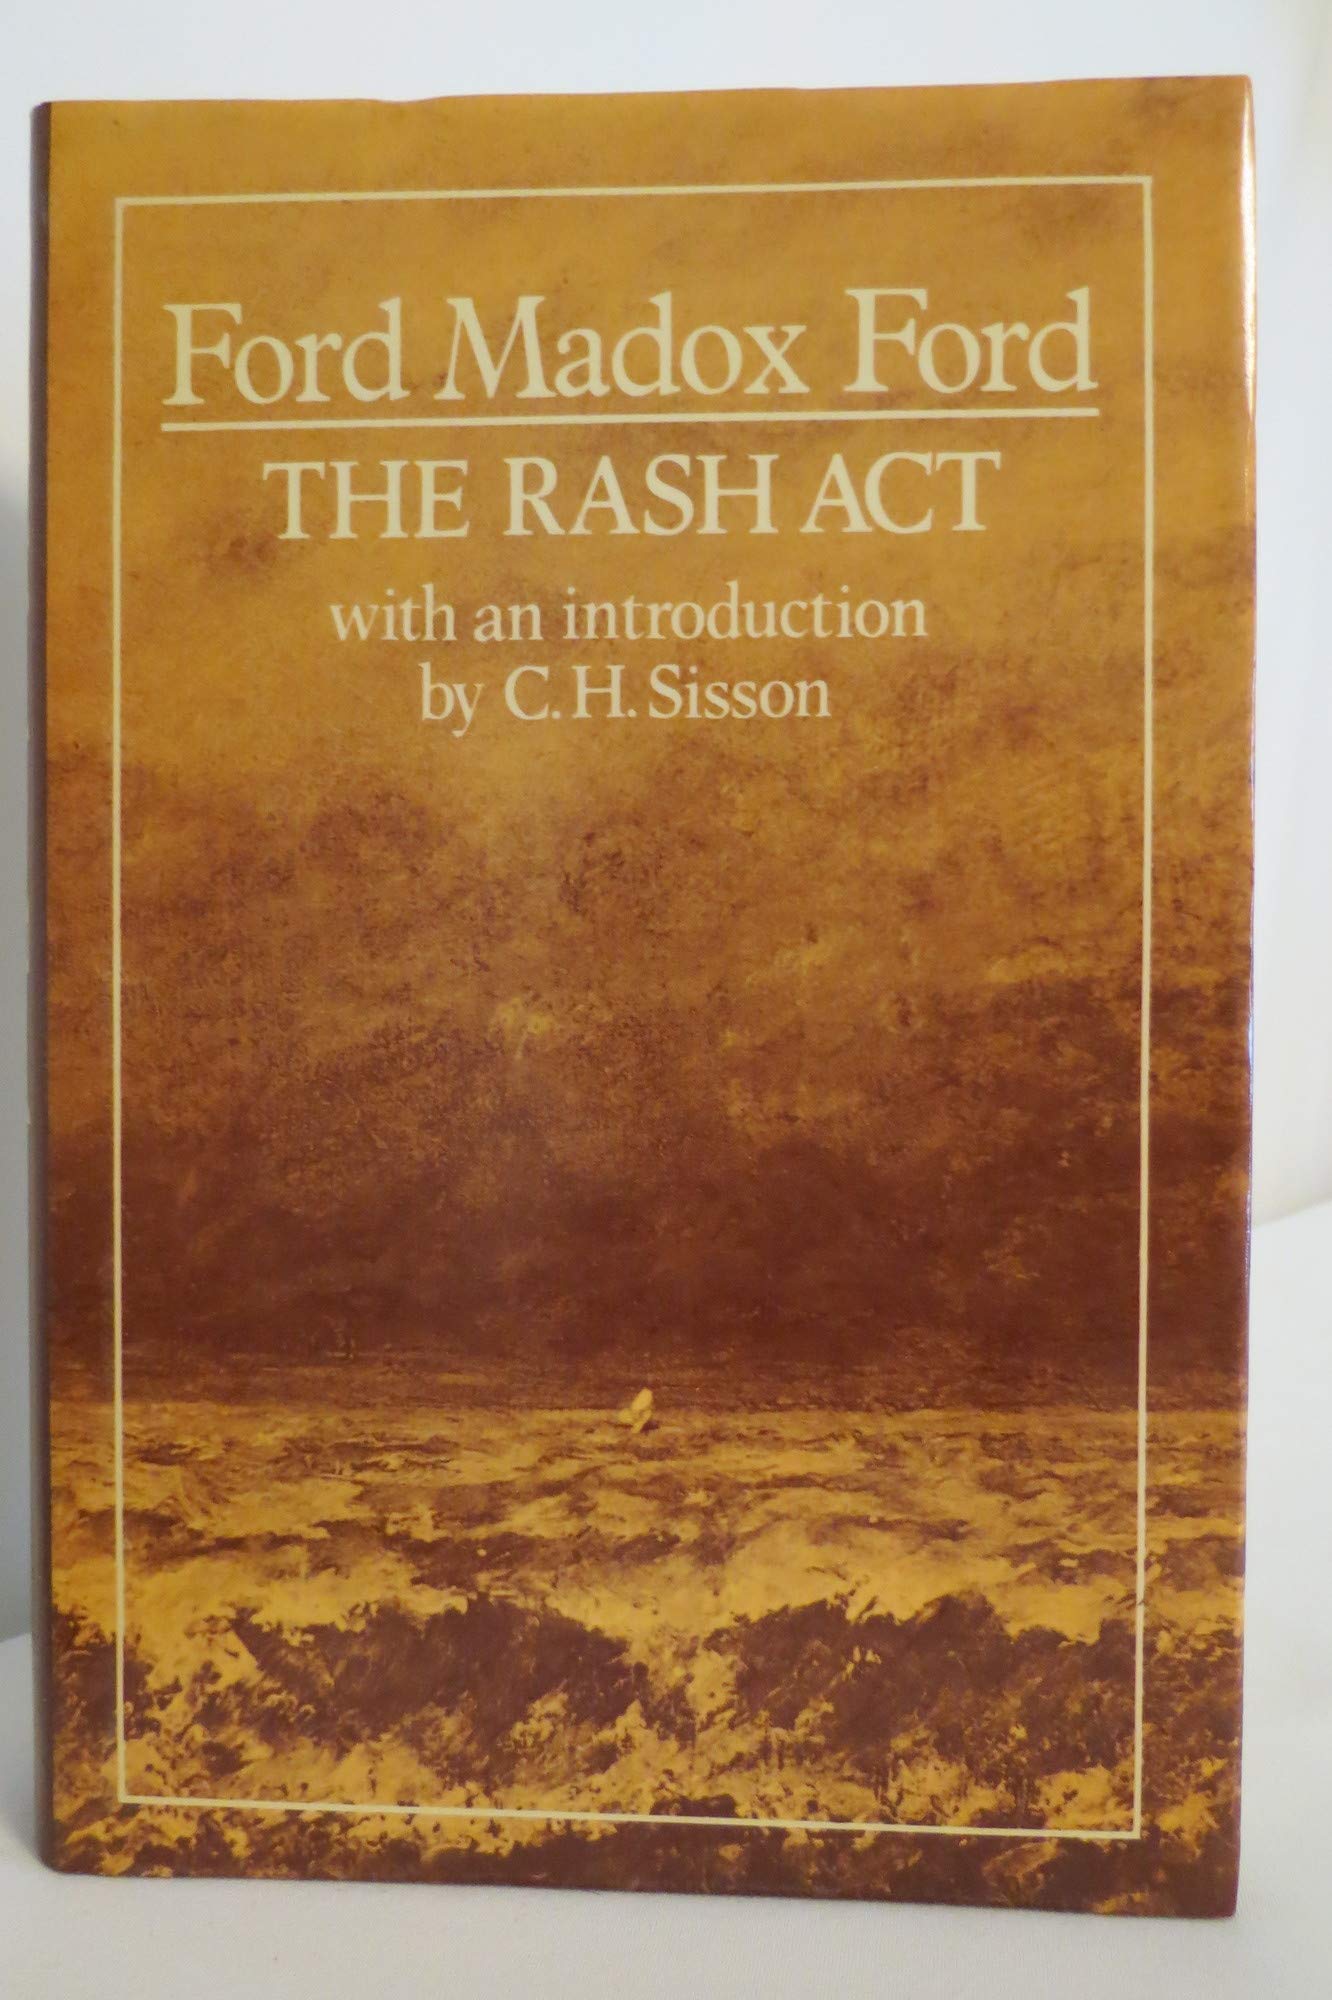 Ford Madox Ford
THE RASH ACT
with an introduction
by C.H. Sisson